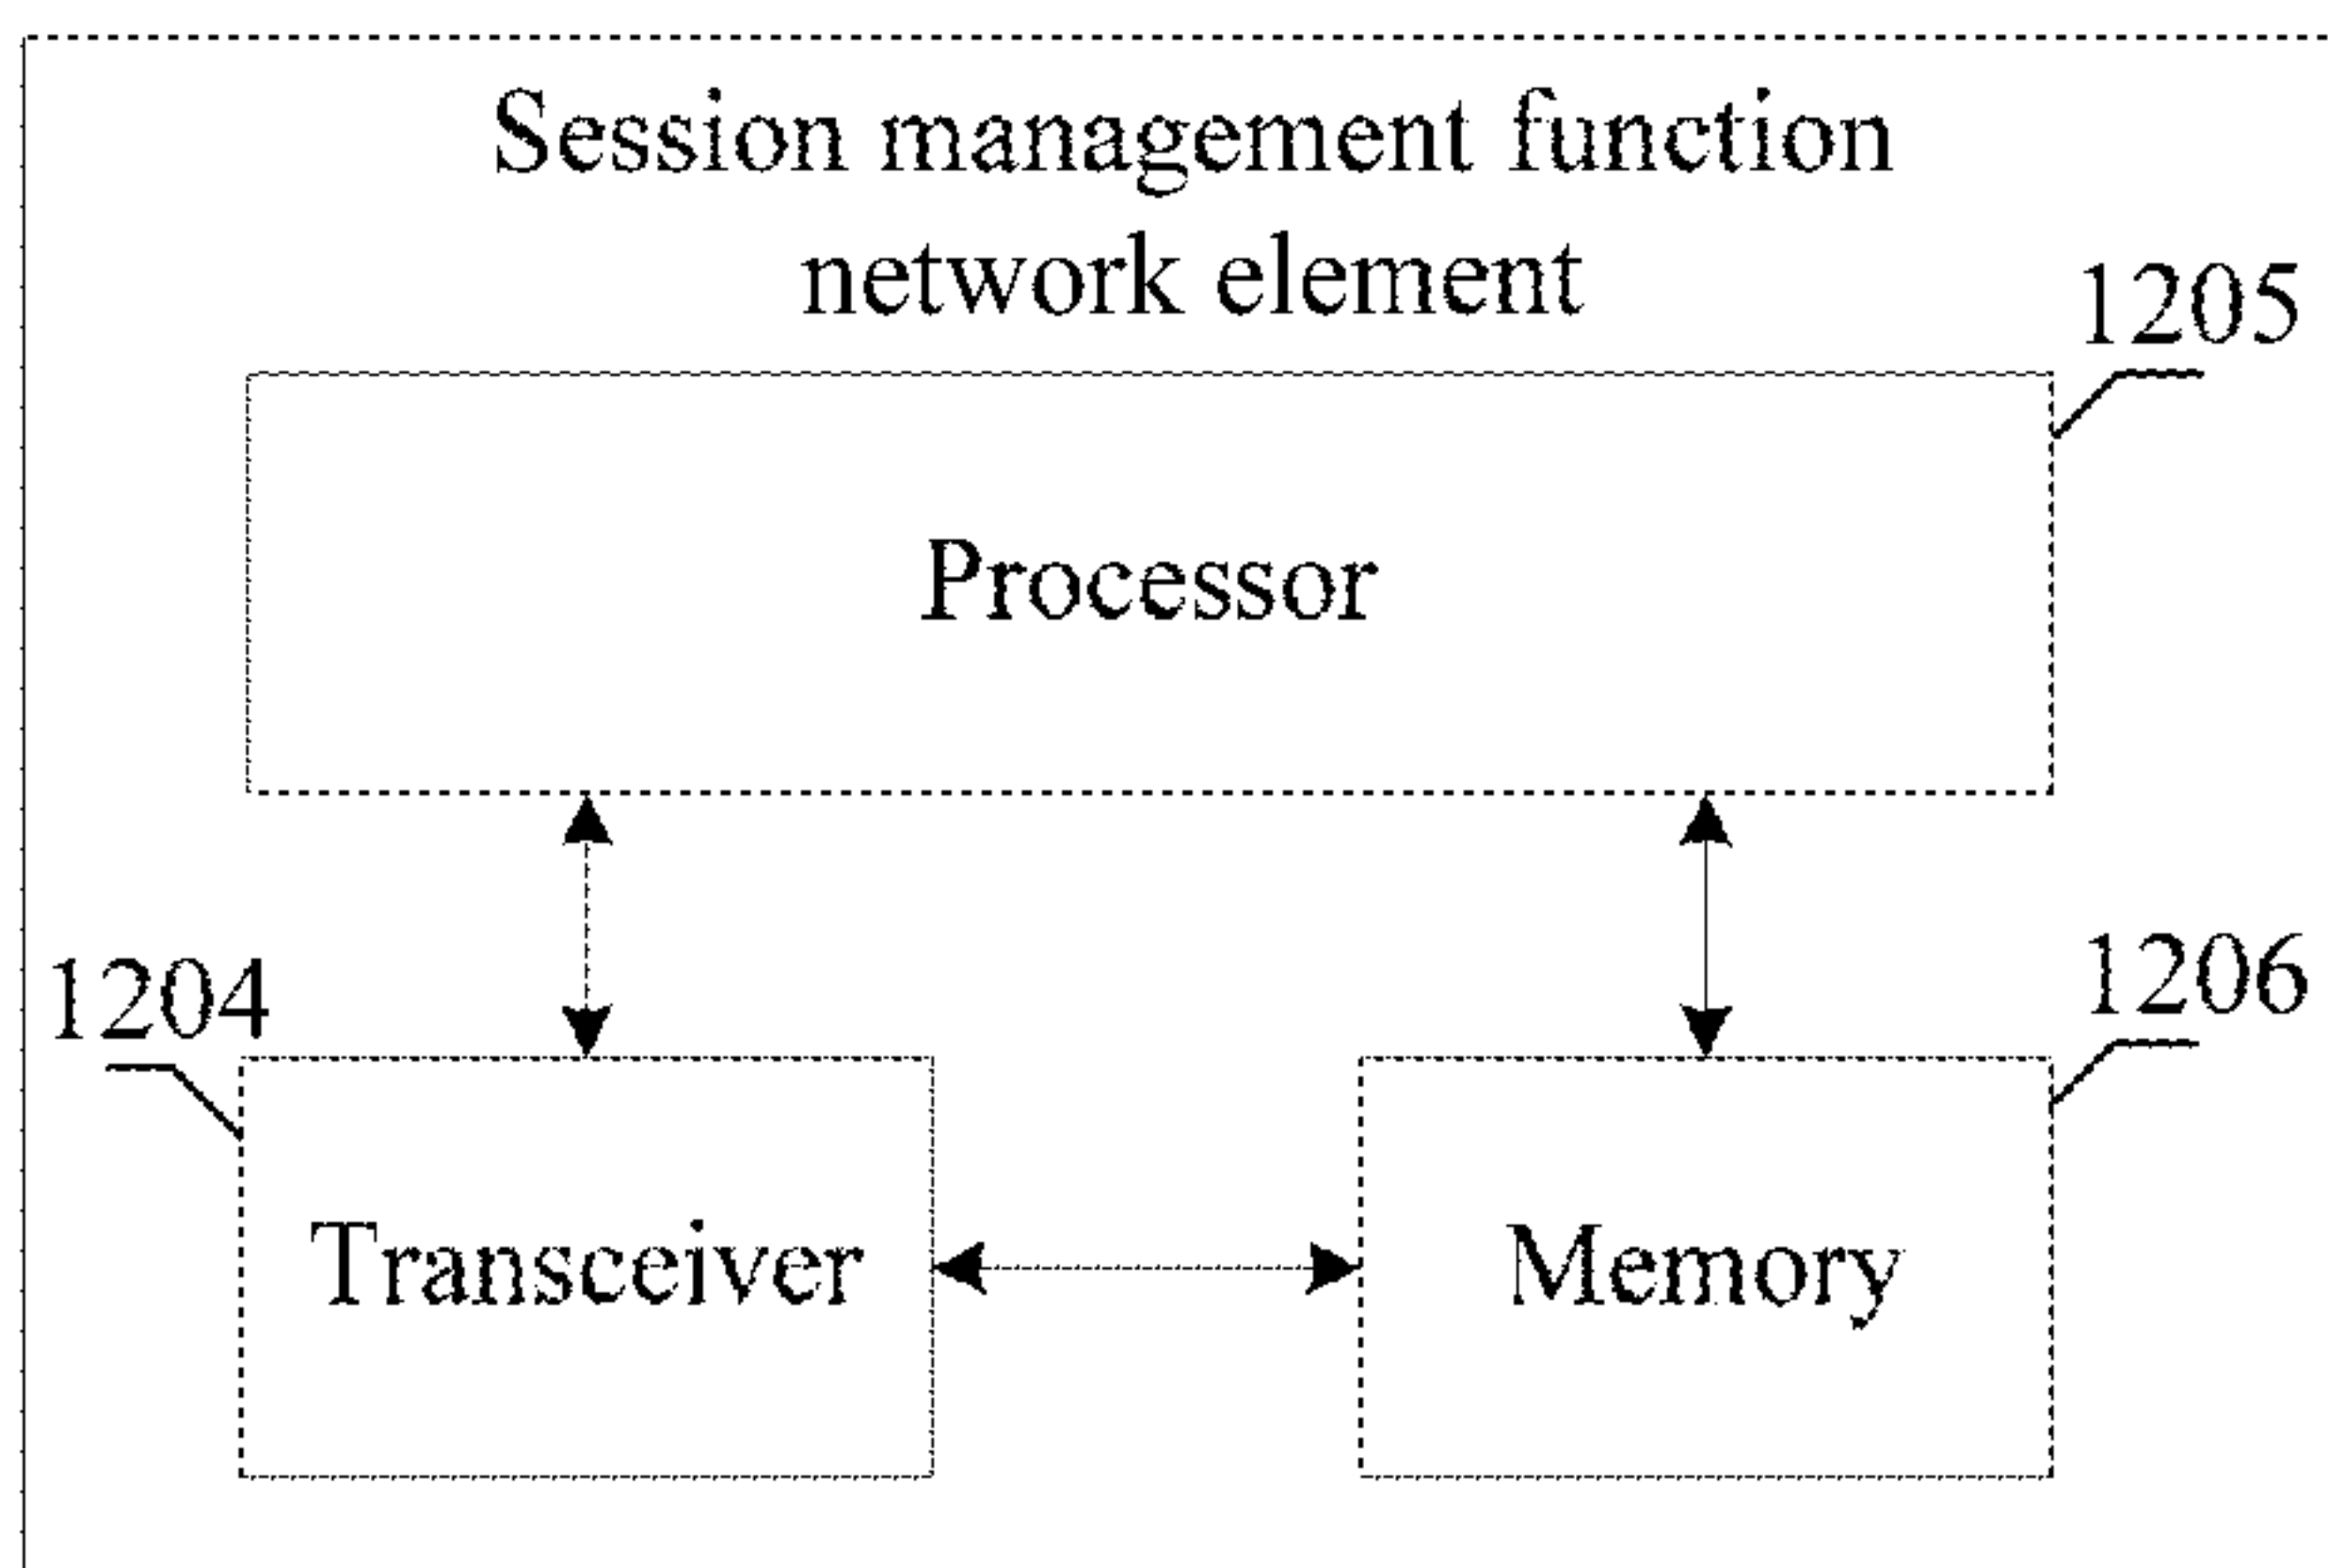 Session management function
network element
1205
Processor
1204
1206
Transceiver
Memory